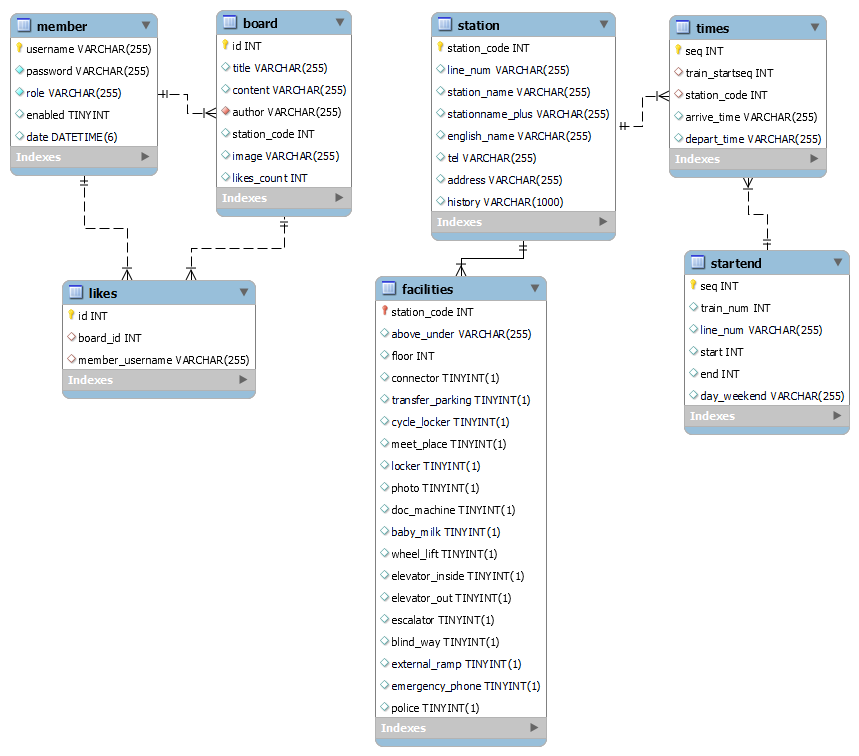 member
username VARCHAR(255)
password VARCHAR(255)
role VARCHAR(255)
enabled TINYINT
date DATETIME(6)
Indexes
board
id INT
title VARCHAR(255)
content VARCHAR(255)
author VARCHAR(255)
station_code INT
image VARCHAR(255)
likes_count INT
Indexes
station
station_code INT
line_num VARCHAR(255)
station_name VARCHAR(255)
stationname_plus VARCHAR(255)
english_name VARCHAR(255)
tel VARCHAR(255)
address VARCHAR(255)
history VARCHAR(1000)
Indexes
times
seq INT
train_startseq INT
station_code INT
arrive_time VARCHAR(255)
depart_time VARCHAR(255)
Indexes
likes
id INT
board_id INT
member_username VARCHAR(255)
Indexes
facilities
station_code INT
above_under VARCHAR(255)
floor INT
connector TINYINT(1)
transfer_parking TINYINT(1)
cycle_locker TINYINT(1)
meet_place TINYINT(1)
locker TINYINT(1)
photo TINYINT(1)
doc_machine TINYINT(1)
baby_milk TINYINT(1)
wheel_lift TINYINT(1)
elevator_inside TINYINT(1)
elevator_out TINYINT(1)
escalator TINYINT(1)
blind_way TINYINT(1)
external_ramp TINYINT(1)
emergency_phone TINYINT(1)
police TINYINT(1)
Indexes
startend
seq INT
train_num INT
line_num VARCHAR(255)
start INT
end INT
day_weekend VARCHAR(255)
Indexes